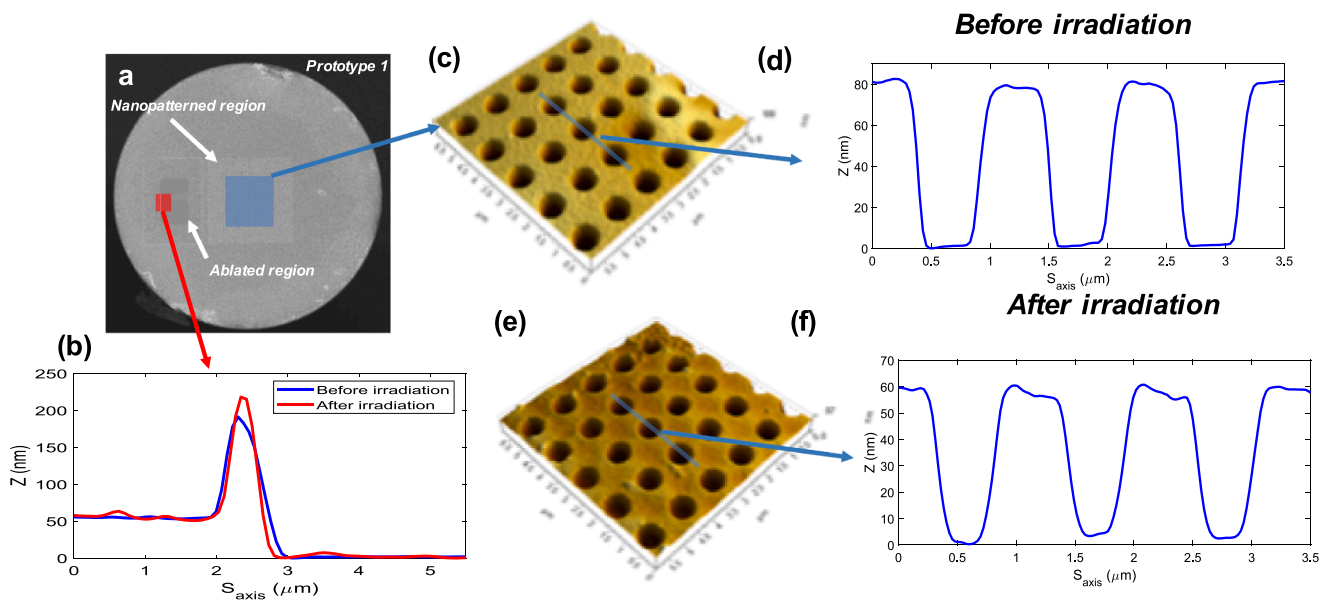 Before irradiation
a
Prototype 1
Nanopatterned region
Ablated region
(c)
(d)
80
60
40
20
0
Z (nm)
0 0.5 1 1.5 2 2.5 3 3.5
S axis (μm)
After irradiation
(b)
250
200
150
100
50
0
Z (nm)
Before irradiation
After irradiation
0 1 2 3 4 5
S axis (μm)
(e)
(f)
70
60
50
40
30
20
10
0
Z (nm)
0 0.5 1 1.5 2 2.5 3 3.5
S axis (μm)